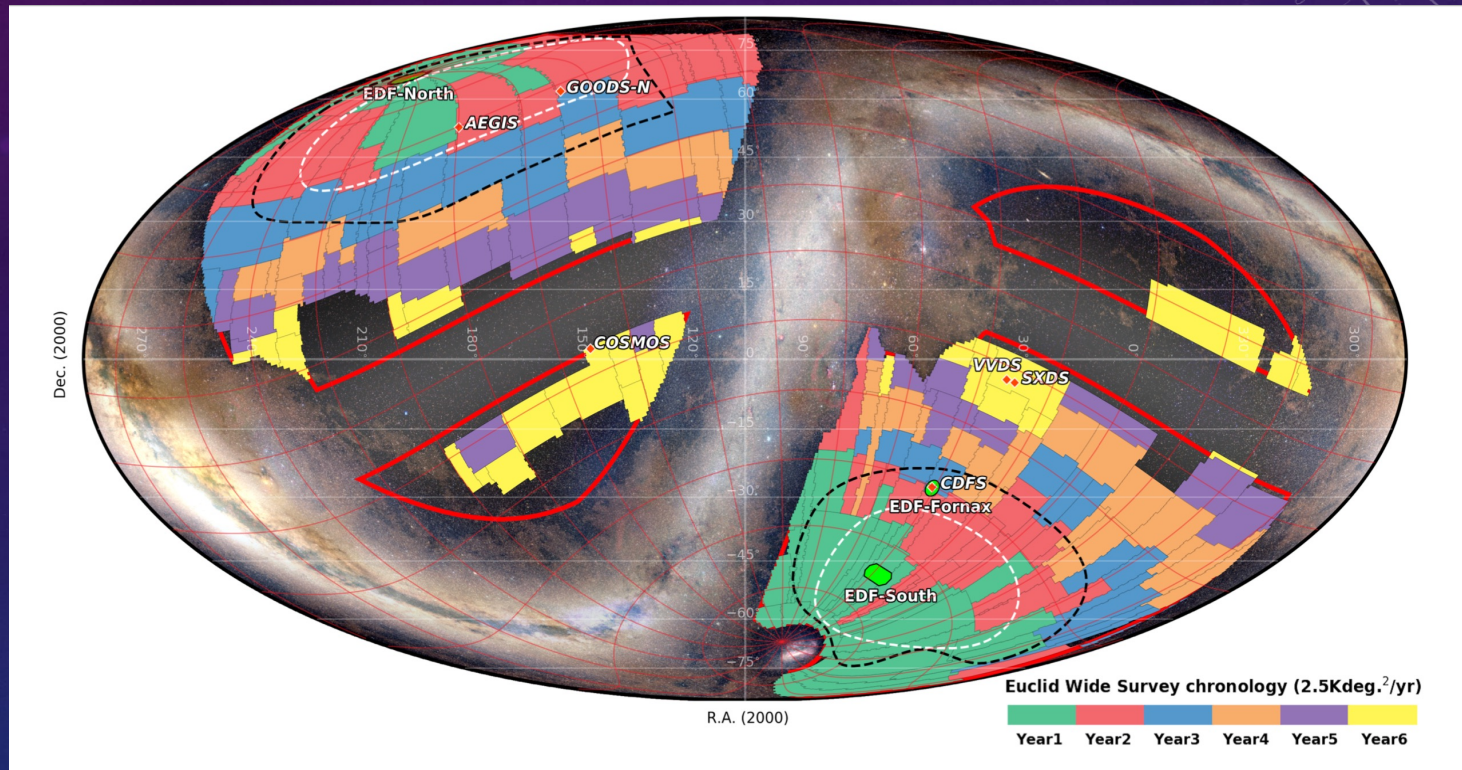 75°
EDF-North
GOODS-N
60°
AEGIS
45°
30°
15°
270°
210°
180°
150°
COSMOS
120°
0°
90°
60°
VVDS
SXDS
30°
0
300°
−15°
−30°
CDFS
EDF-Fornax
−45°
EDF-South
−60°
−75°
Dec. (2000)
R.A. (2000)
Euclid Wide Survey chronology (2.5Kdeg.²/yr)
Year1 Year2 Year3 Year4 Year5 Year6